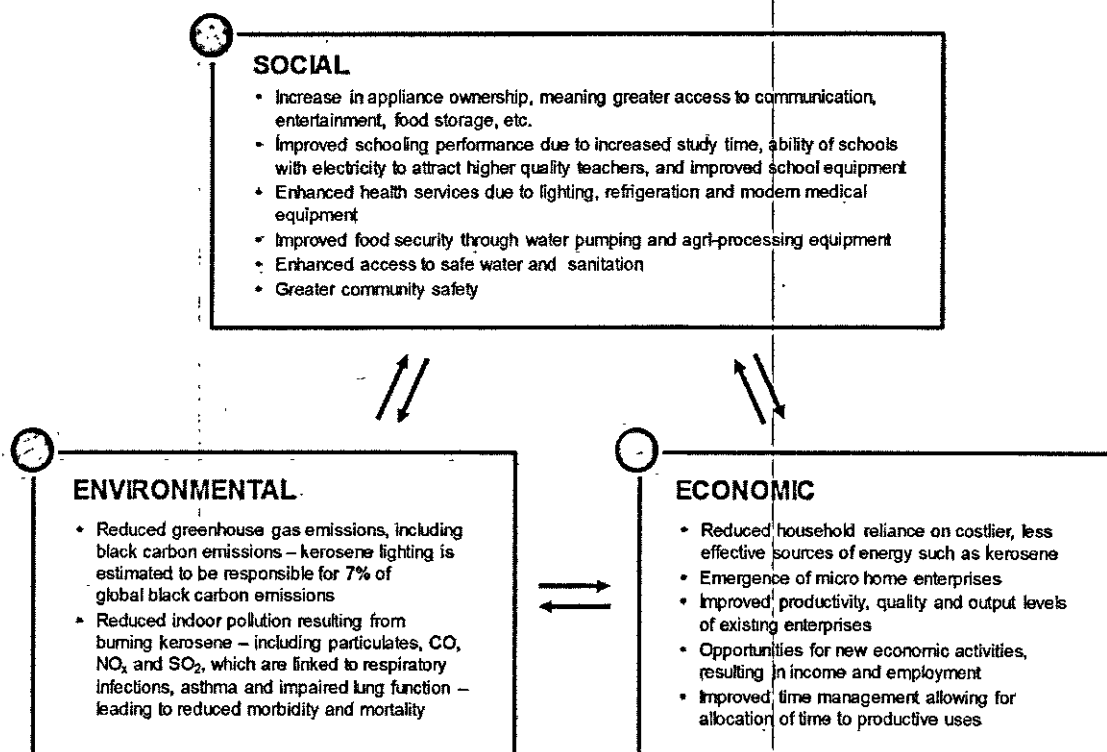 SOCIAL
• Increase in appliance ownership, meaning greater access to communication,
entertainment, food storage, etc.
• Improved schooling performance due to increased study time, ability of schools
with electricity to attract higher quality teachers, and improved school equipment
• Enhanced health services due to lighting, refrigeration and modern medical
equipment
• Improved food security through water pumping and agri-processing equipment
• Enhanced access to safe water and sanitation
• Greater community safety
ENVIRONMENTAL
• Reduced greenhouse gas emissions, including
black carbon emissions – kerosene lighting is
estimated to be responsible for 7% of
global black carbon emissions
• Reduced indoor pollution resulting from
burning kerosene – including particulates, CO,
NOₓ and SO₂, which are linked to respiratory
infections, asthma and impaired lung function –
leading to reduced morbidity and mortality
ECONOMIC
• Reduced household reliance on costlier, less
effective sources of energy such as kerosene
• Emergence of micro home enterprises
• Improved productivity, quality and output levels
of existing enterprises
• Opportunities for new economic activities,
resulting in income and employment
• Improved time management allowing for
allocation of time to productive uses